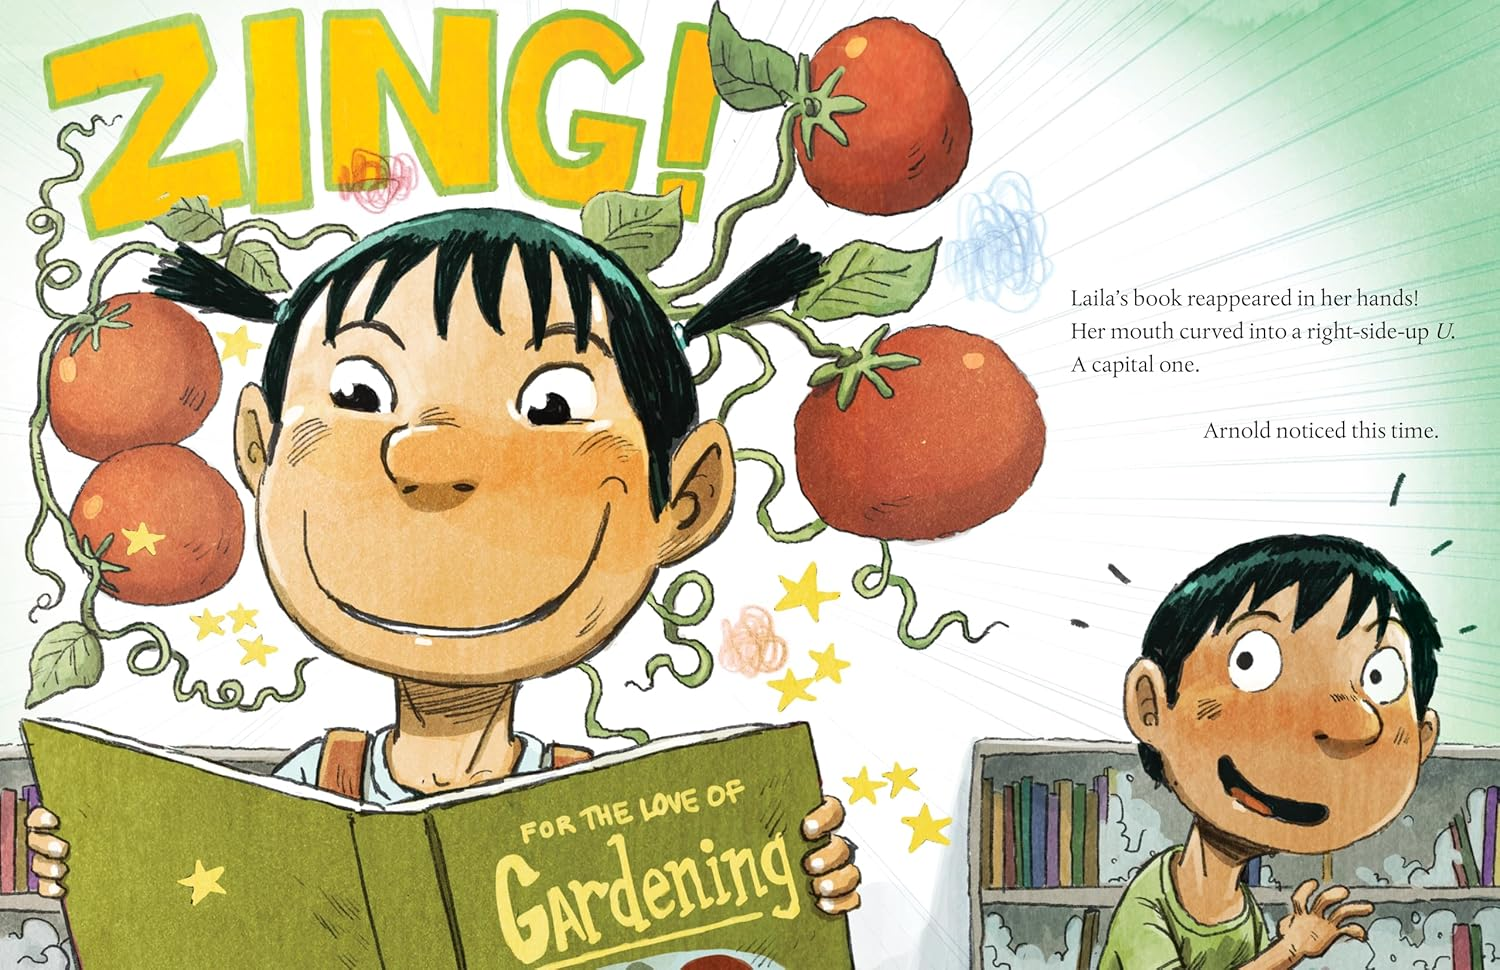 ZING!
Laila’s book reappeared in her hands!
Her mouth curved into a right-side-up U.
A capital one.
Arnold noticed this time.
FOR THE LOVE OF
Gardening